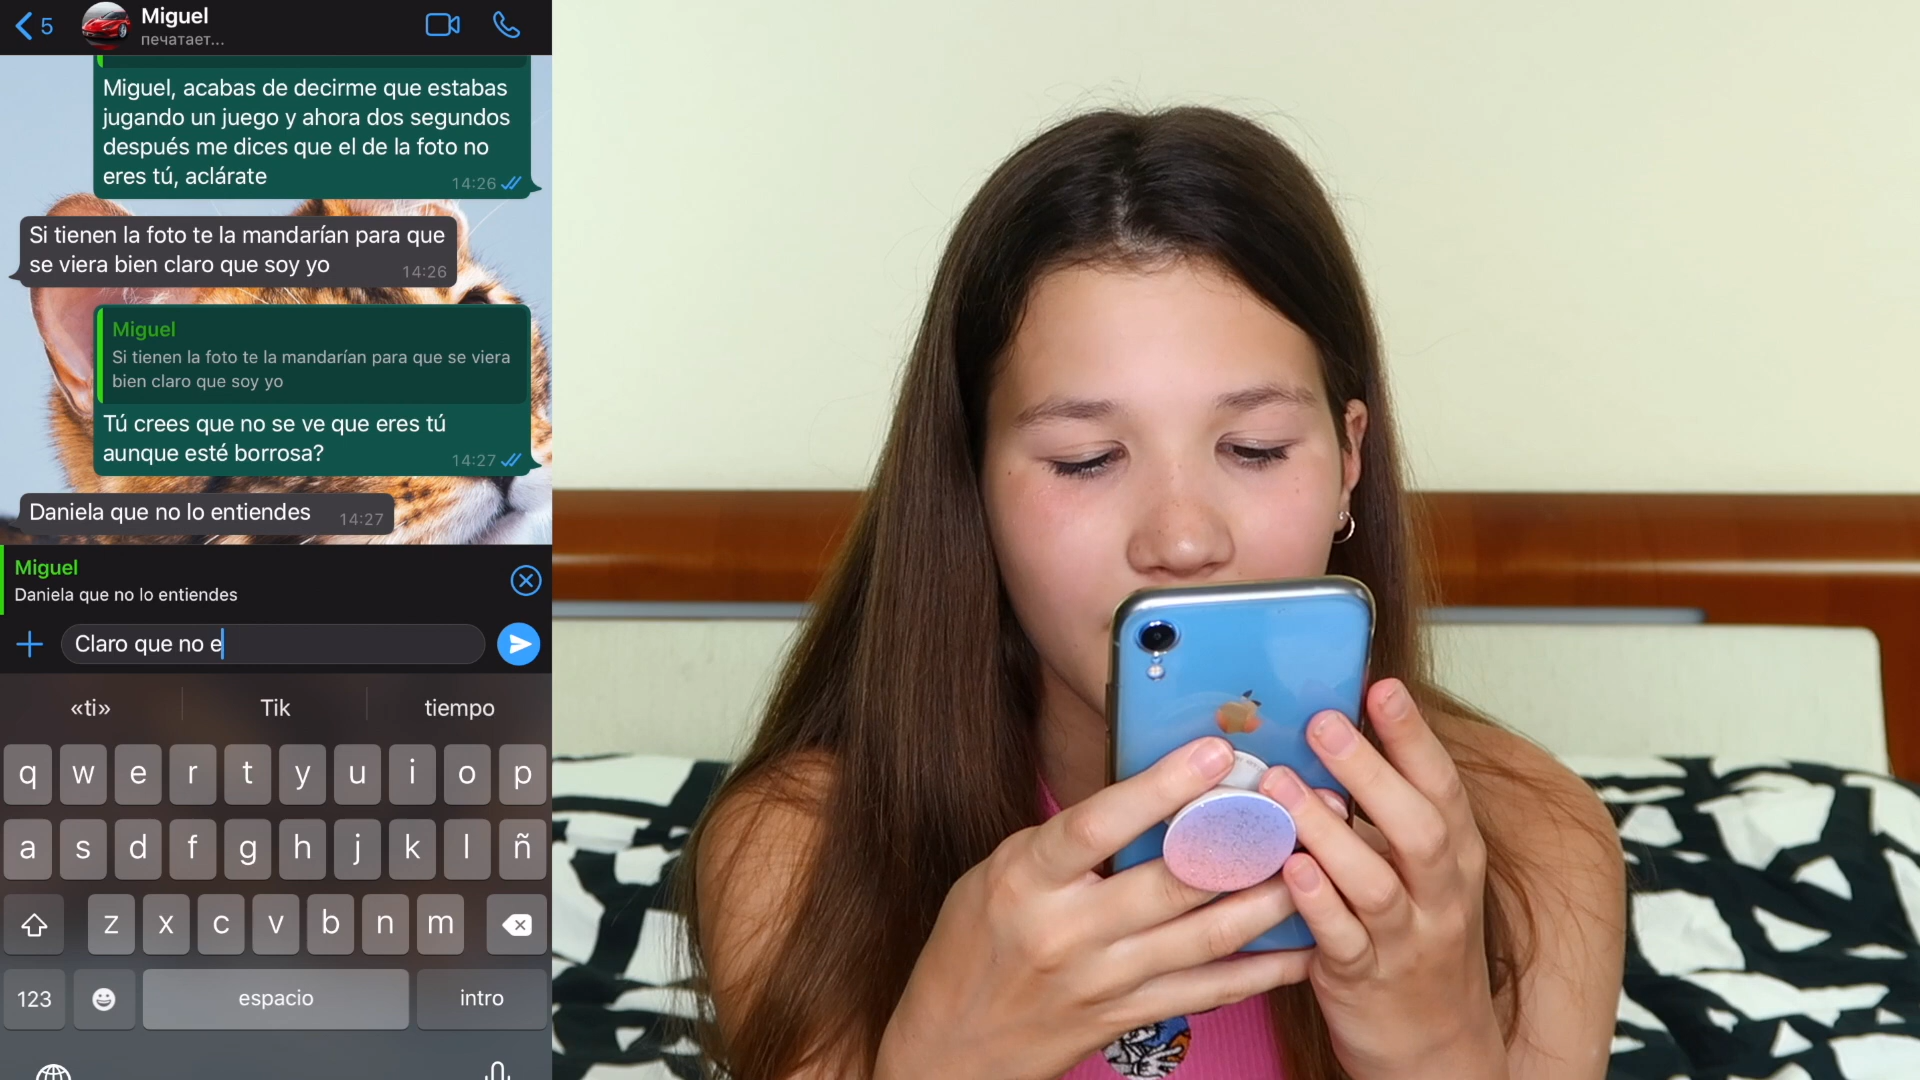 5
Miguel
печатает...
Miguel, acabas de decirme que estabas
jugando un juego y ahora dos segundos
después me dices que el de la foto no
eres tú, aclárate
14:26
Si tienen la foto te la mandarían para que
se viera bien claro que soy yo
14:26
Miguel
Si tienen la foto te la mandarían para que se viera
bien claro que soy yo
Tú crees que no se ve que eres tú
aunque esté borrosa?
14:27
Daniela que no lo entiendes
14:27
Miguel
Daniela que no lo entiendes
Claro que no e
«ti» Tik tiempo
q w e r t y u i o p
a s d f g h j k l ñ
z x c v b n m
123 espacio intro